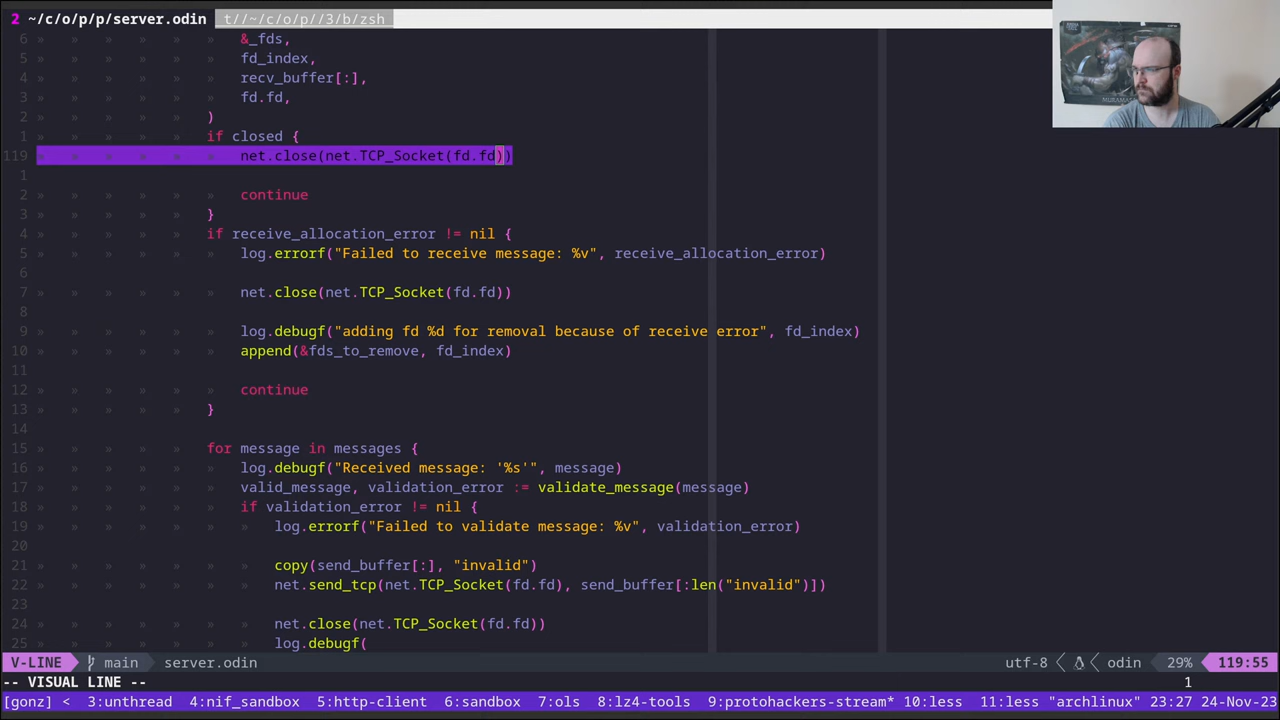 2 ~/c/o/p/p/server.odin t//~/c/o/p//3/b/zsh
6 &_fds,
5 fd_index,
4 recv_buffer[:],
3 fd.fd,
2 )
1 if closed {
119 net.close(net.TCP_Socket(fd.fd))
1
2 continue
3 }
4 if receive_allocation_error != nil {
5 log.errorf("Failed to receive message: %v", receive_allocation_error)
6
7 net.close(net.TCP_Socket(fd.fd))
8
9 log.debugf("adding fd %d for removal because of receive error", fd_index)
10 append(&fds_to_remove, fd_index)
11
12 continue
13 }
14
15 for message in messages {
16 log.debugf("Received message: '%s'", message)
17 valid_message, validation_error := validate_message(message)
18 if validation_error != nil {
19 log.errorf("Failed to validate message: %v", validation_error)
20
21 copy(send_buffer[:], "invalid")
22 net.send_tcp(net.TCP_Socket(fd.fd), send_buffer[:len("invalid")])
23
24 net.close(net.TCP_Socket(fd.fd))
25 log.debugf(
V-LINE main server.odin utf-8 odin 29% 119:55
-- VISUAL LINE -- 1
[gonz] < 3:unthread 4:nif_sandbox 5:http-client 6:sandbox 7:ols 8:lz4-tools 9:protohackers-stream* 10:less 11:less "archlinux" 23:27 24-Nov-23